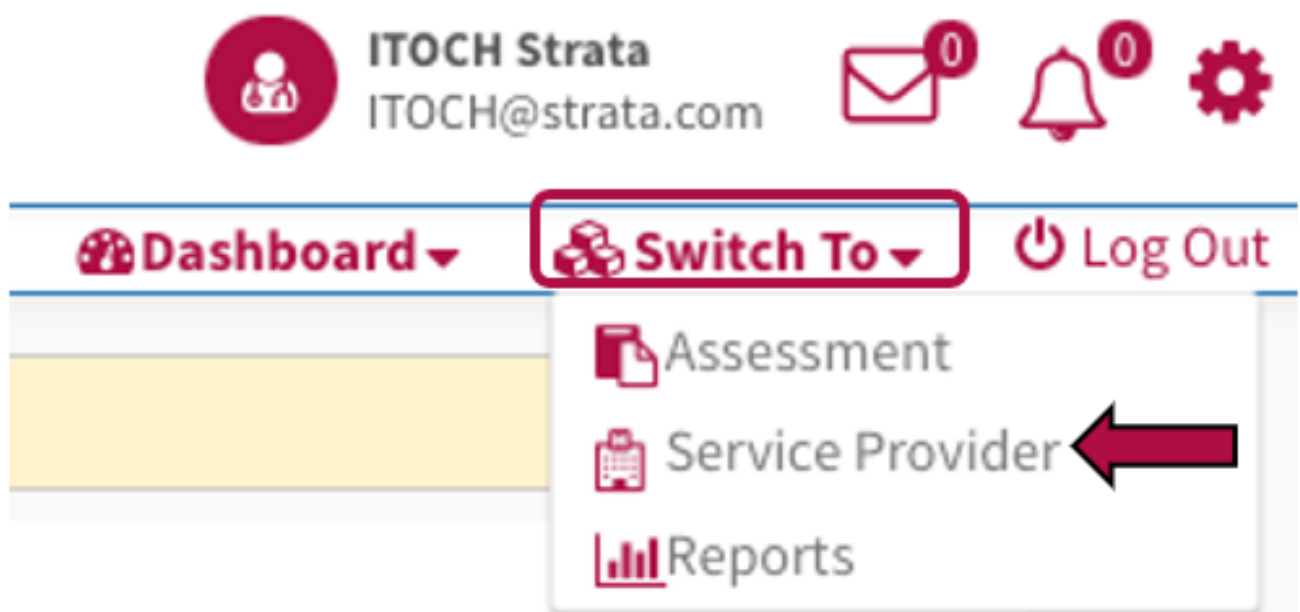 ITOCH Strata
0
0
ITOCH@strata.com
Dashboard
Switch To
Log Out
Assessment
Service Provider
Reports